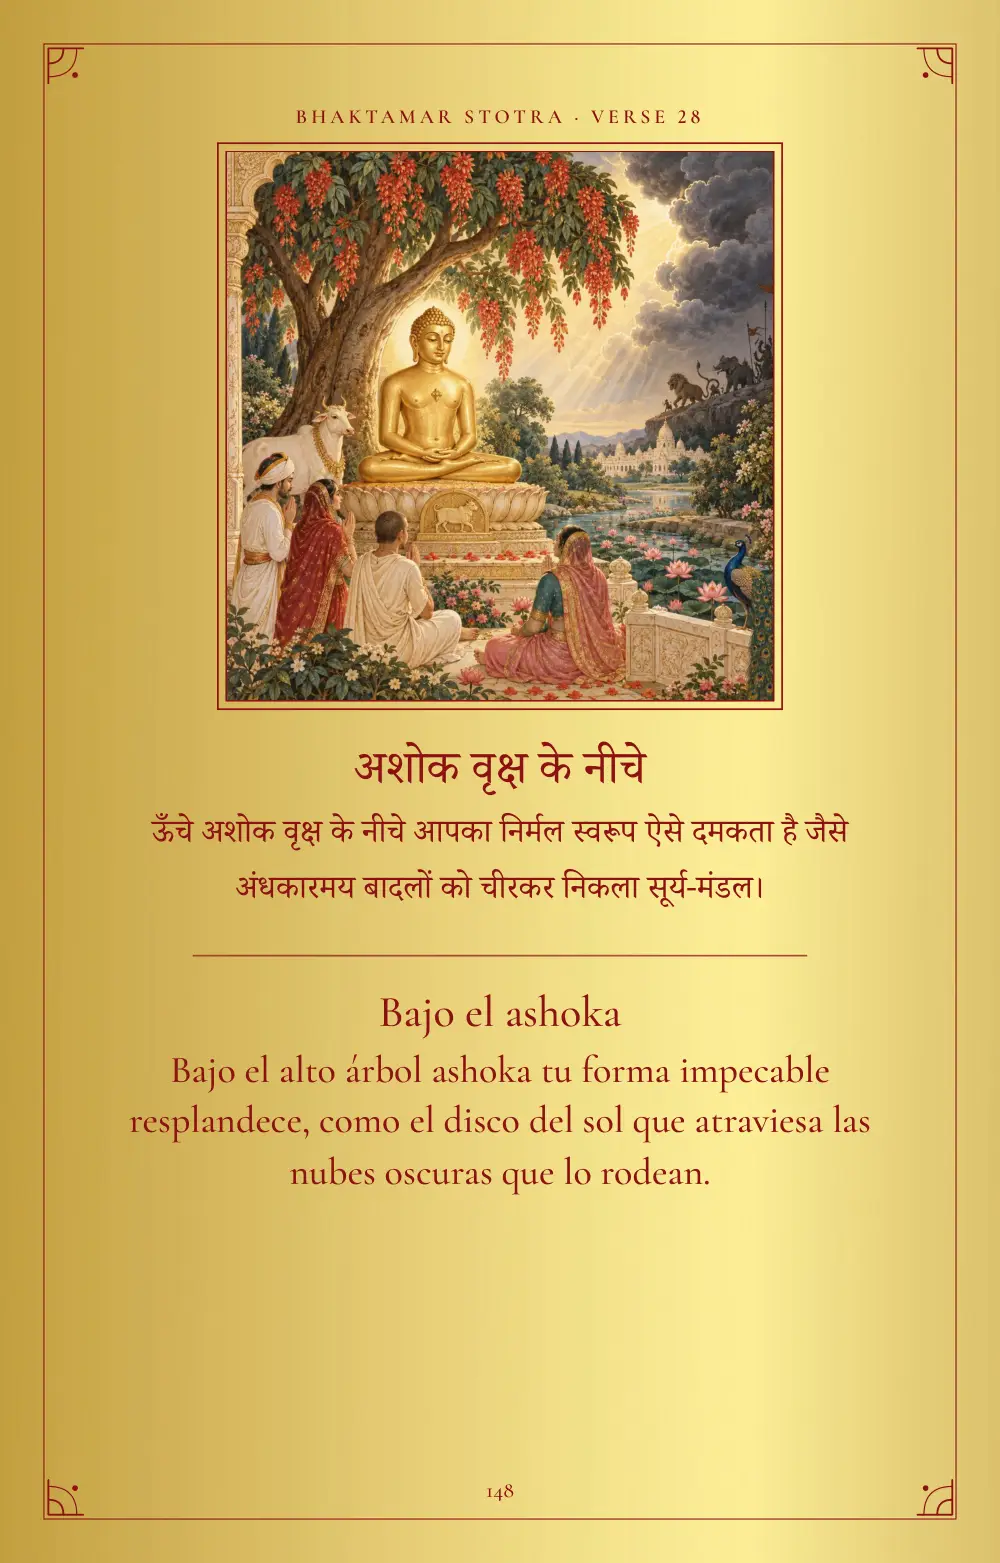 BHAKTAMAR STOTRA · VERSE 28
अशोक वृक्ष के नीचे
ऊँचे अशोक वृक्ष के नीचे आपका निर्मल स्वरूप ऐसे दमकता है जैसे
अंधकारमय बादलों को चीरकर निकला सूर्य-मंडल।
Bajo el ashoka
Bajo el alto árbol ashoka tu forma impecable
resplandece, como el disco del sol que atraviesa las
nubes oscuras que lo rodean.
148